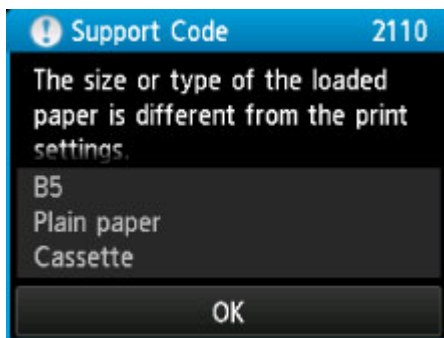 Support Code 2110
The size or type of the loaded
paper is different from the print
settings.
B5
Plain paper
Cassette
OK